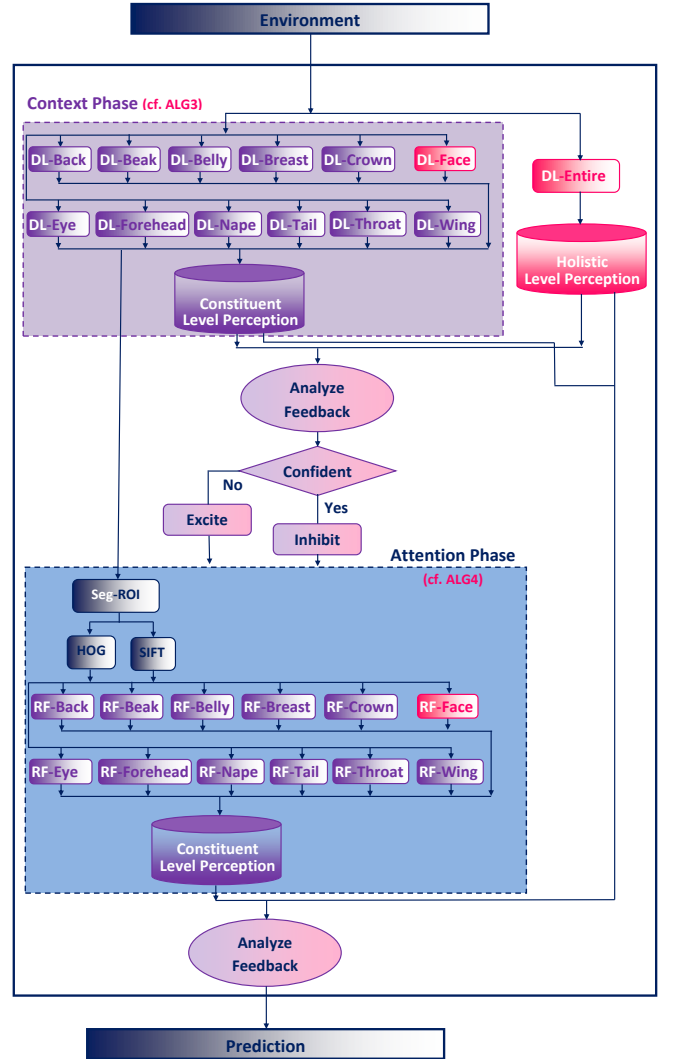 Environment
Context Phase (cf. ALG3)
DL-Back DL-Beak DL-Belly DL-Breast DL-Crown DL-Face
DL-Entire
DL-Eye DL-Forehead DL-Nape DL-Tail DL-Throat DL-Wing
Holistic
Level Perception
Constituent
Level Perception
Analyze
Feedback
Confident
No
Yes
Excite
Inhibit
Attention Phase
(cf. ALG4)
Seg-ROI
HOG SIFT
RF-Back RF-Beak RF-Belly RF-Breast RF-Crown RF-Face
RF-Eye RF-Forehead RF-Nape RF-Tail RF-Throat RF-Wing
Constituent
Level Perception
Analyze
Feedback
Prediction